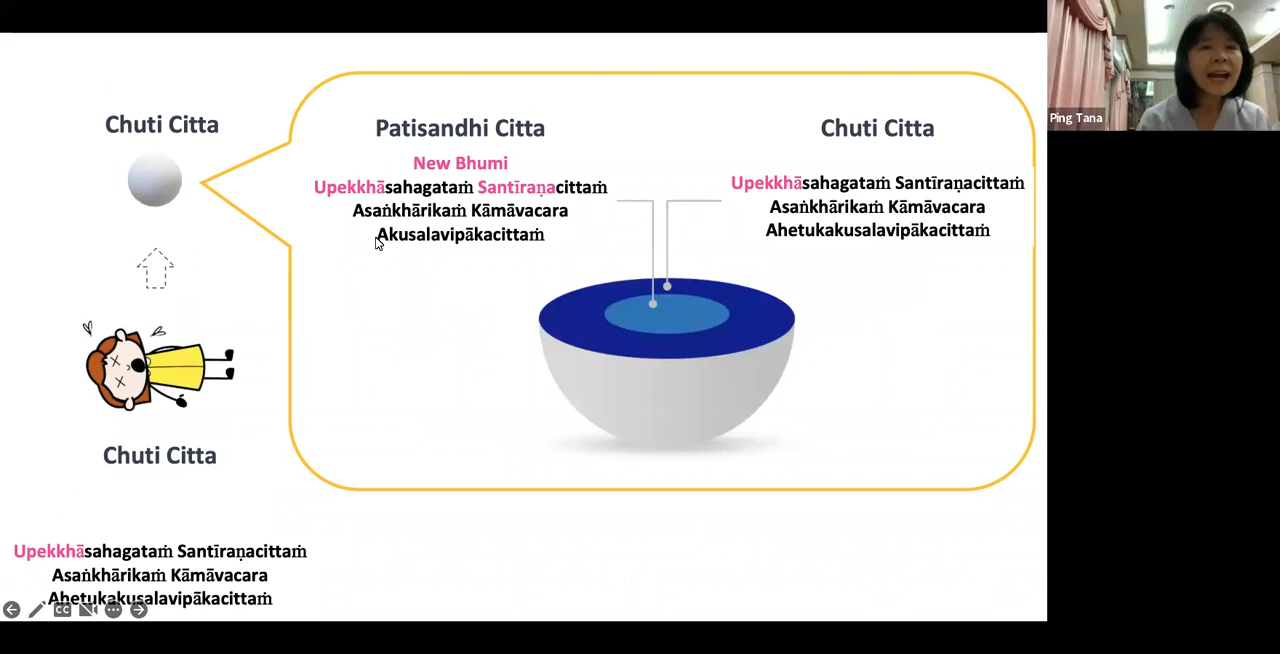 Chuti Citta
Patisandhi Citta
New Bhumi
Upekkhāsahagataṁ Santīraṇacittaṁ
Asaṅkhārikaṁ Kāmāvacara
Akusalavipākacittaṁ
Chuti Citta
Upekkhāsahagataṁ Santīraṇacittaṁ
Asaṅkhārikaṁ Kāmāvacara
Ahetukakusalavipākacittaṁ
Ping Tana
Chuti Citta
Upekkhāsahagataṁ Santīraṇacittaṁ
Asaṅkhārikaṁ Kāmāvacara
Ahetukakusalavipākacittaṁ
CC